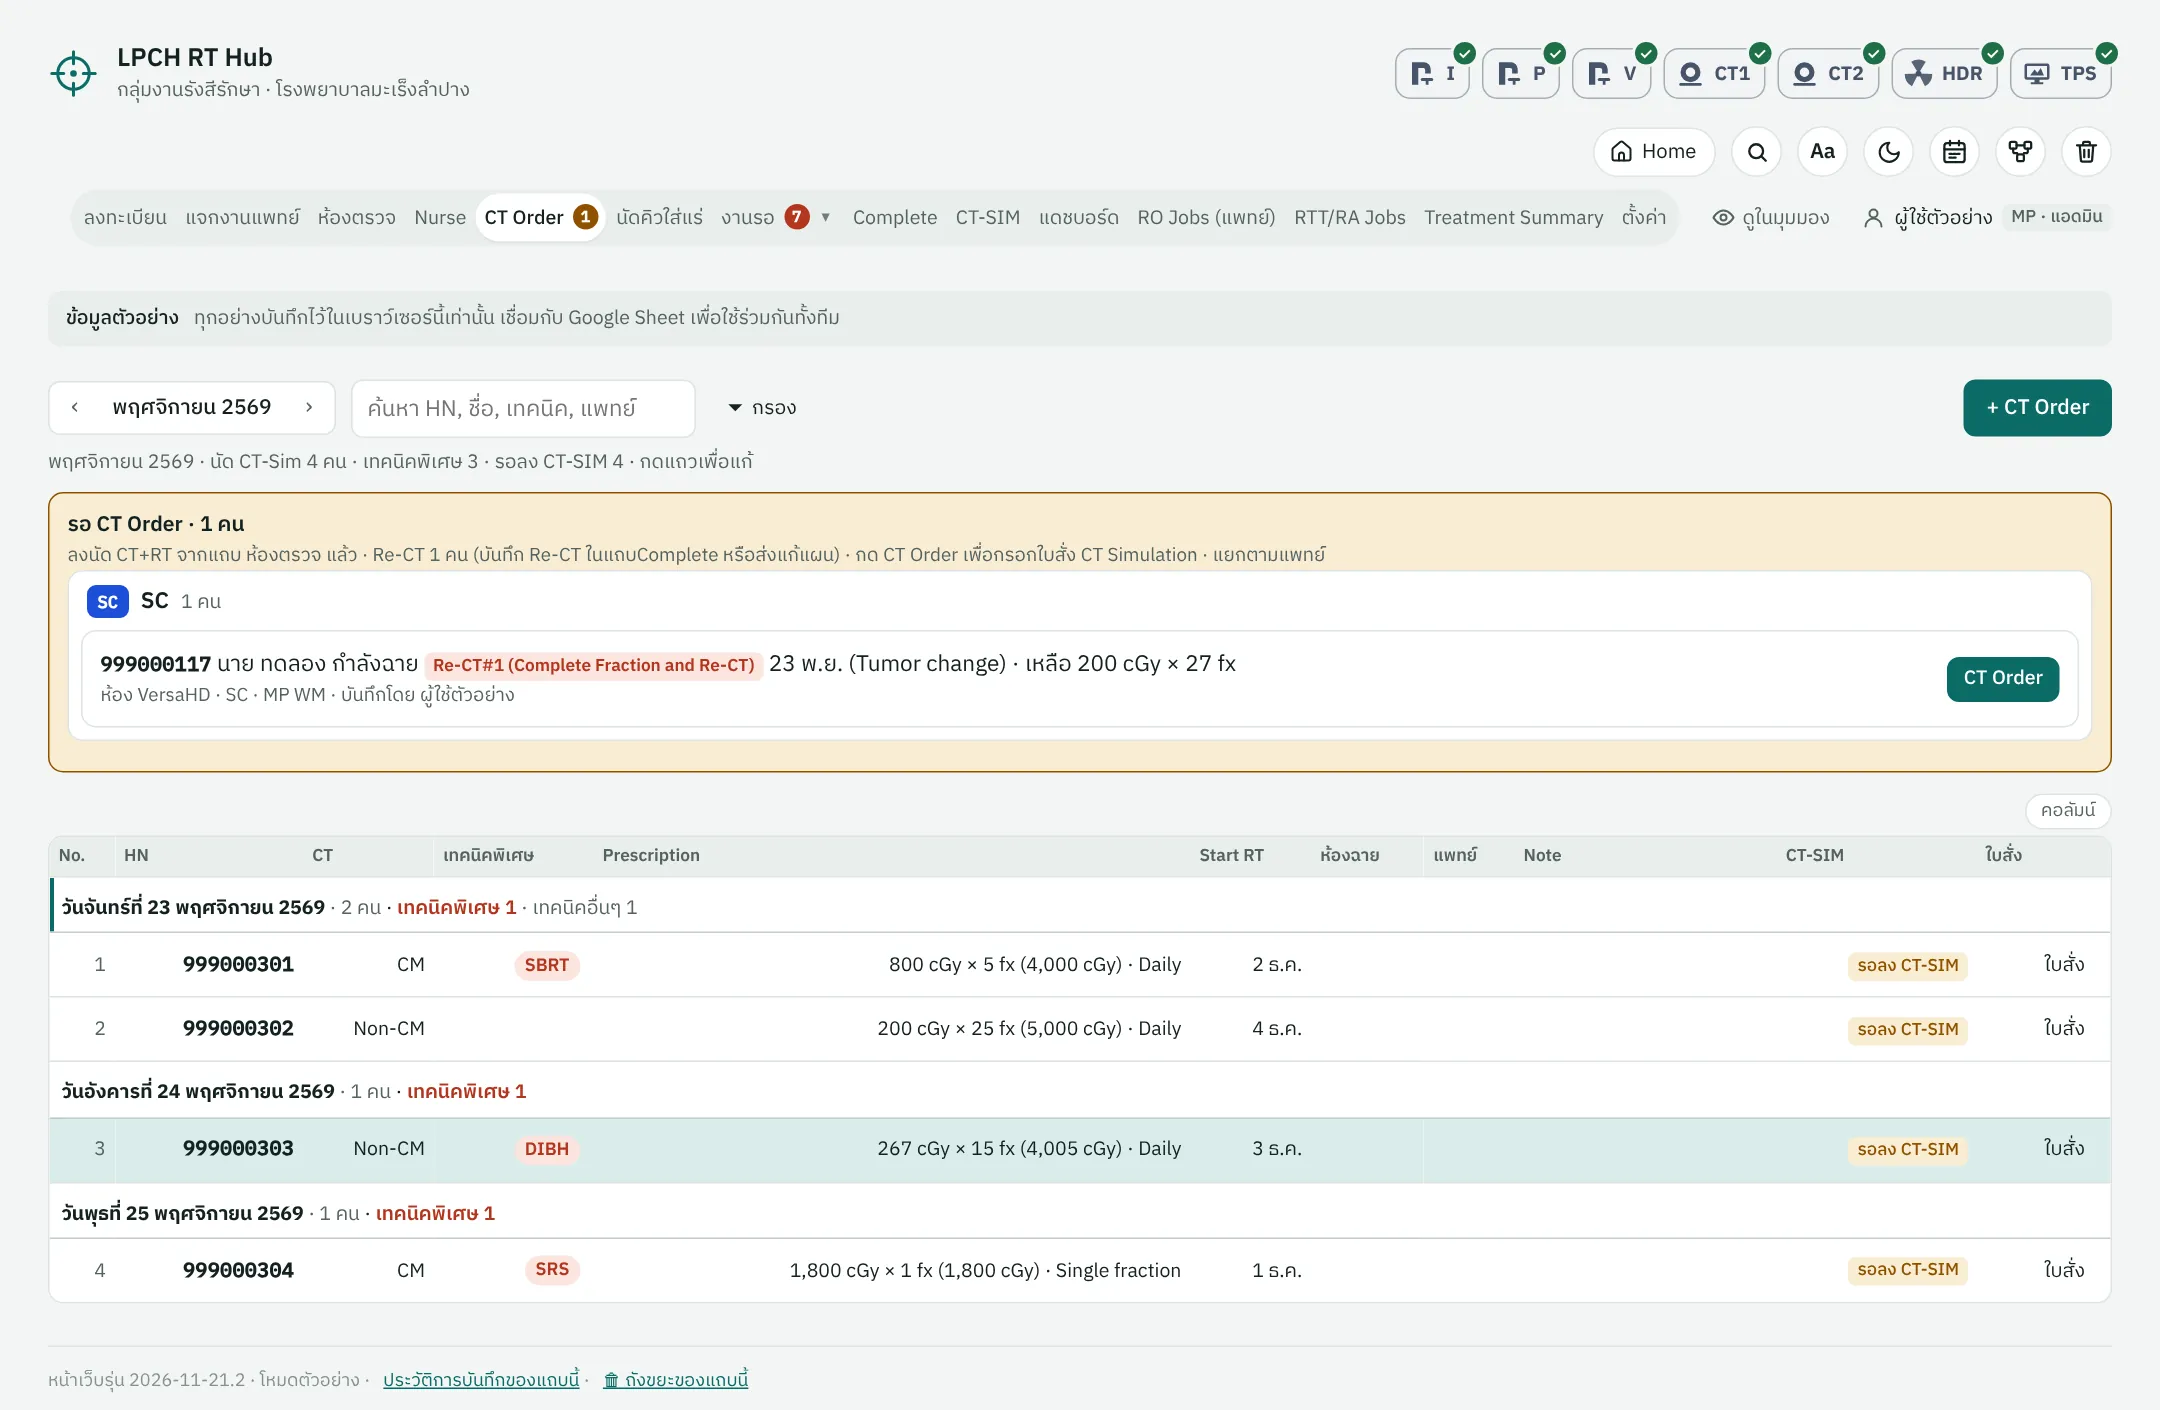 LPCH RT Hub
กลุ่มงานรังสีรักษา · โรงพยาบาลมะเร็งลำปาง
I P V CT1 CT2 HDR TPS
Home Aa
ลงทะเบียน แจกงานแพทย์ ห้องตรวจ Nurse CT Order 1 นัดคิวใส่แร่ งานรอ 7 ▼ Complete CT-SIM แดชบอร์ด RO Jobs (แพทย์) RTT/RA Jobs Treatment Summary ตั้งค่า ดูในมุมมอง ผู้ใช้ตัวอย่าง MP · แอดมิน
ข้อมูลตัวอย่าง ทุกอย่างบันทึกไว้ในเบราว์เซอร์นี้เท่านั้น เชื่อมกับ Google Sheet เพื่อใช้ร่วมกันทั้งทีม
‹ พฤศจิกายน 2569 › ค้นหา HN, ชื่อ, เทคนิค, แพทย์ ▼ กรอง + CT Order
พฤศจิกายน 2569 · นัด CT-Sim 4 คน · เทคนิคพิเศษ 3 · รอลง CT-SIM 4 · กดแถวเพื่อแก้
รอ CT Order · 1 คน
ลงนัด CT+RT จากแถบ ห้องตรวจ แล้ว · Re-CT 1 คน (บันทึก Re-CT ในแถบComplete หรือส่งแก้แผน) · กด CT Order เพื่อกรอกใบสั่ง CT Simulation · แยกตามแพทย์
SC SC 1 คน
999000117 นาย ทดลอง กำลังฉาย Re-CT#1 (Complete Fraction and Re-CT) 23 พ.ย. (Tumor change) · เหลือ 200 cGy × 27 fx
ห้อง VersaHD · SC · MP WM · บันทึกโดย ผู้ใช้ตัวอย่าง
CT Order
คอลัมน์
No. HN CT เทคนิคพิเศษ Prescription Start RT ห้องฉาย แพทย์ Note CT-SIM ใบสั่ง
วันจันทร์ที่ 23 พฤศจิกายน 2569 · 2 คน · เทคนิคพิเศษ 1 · เทคนิคอื่นๆ 1
1 999000301 CM SBRT 800 cGy × 5 fx (4,000 cGy) · Daily 2 ธ.ค. รอลง CT-SIM ใบสั่ง
2 999000302 Non-CM 200 cGy × 25 fx (5,000 cGy) · Daily 4 ธ.ค. รอลง CT-SIM ใบสั่ง
วันอังคารที่ 24 พฤศจิกายน 2569 · 1 คน · เทคนิคพิเศษ 1
3 999000303 Non-CM DIBH 267 cGy × 15 fx (4,005 cGy) · Daily 3 ธ.ค. รอลง CT-SIM ใบสั่ง
วันพุธที่ 25 พฤศจิกายน 2569 · 1 คน · เทคนิคพิเศษ 1
4 999000304 CM SRS 1,800 cGy × 1 fx (1,800 cGy) · Single fraction 1 ธ.ค. รอลง CT-SIM ใบสั่ง
หน้าเว็บรุ่น 2026-11-21.2 · โหมดตัวอย่าง · ประวัติการบันทึกของแถบนี้ · ถังขยะของแถบนี้